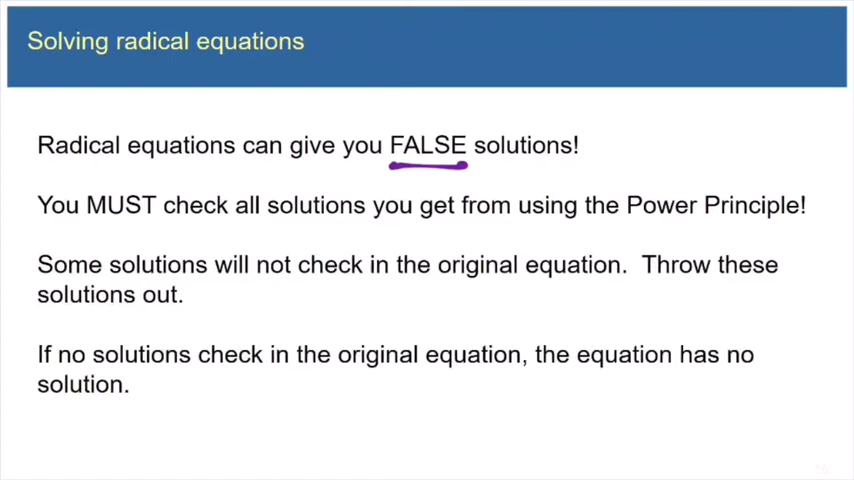 Solving radical equations
Radical equations can give you FALSE solutions!
You MUST check all solutions you get from using the Power Principle!
Some solutions will not check in the original equation.  Throw these
solutions out.
If no solutions check in the original equation, the equation has no
solution.